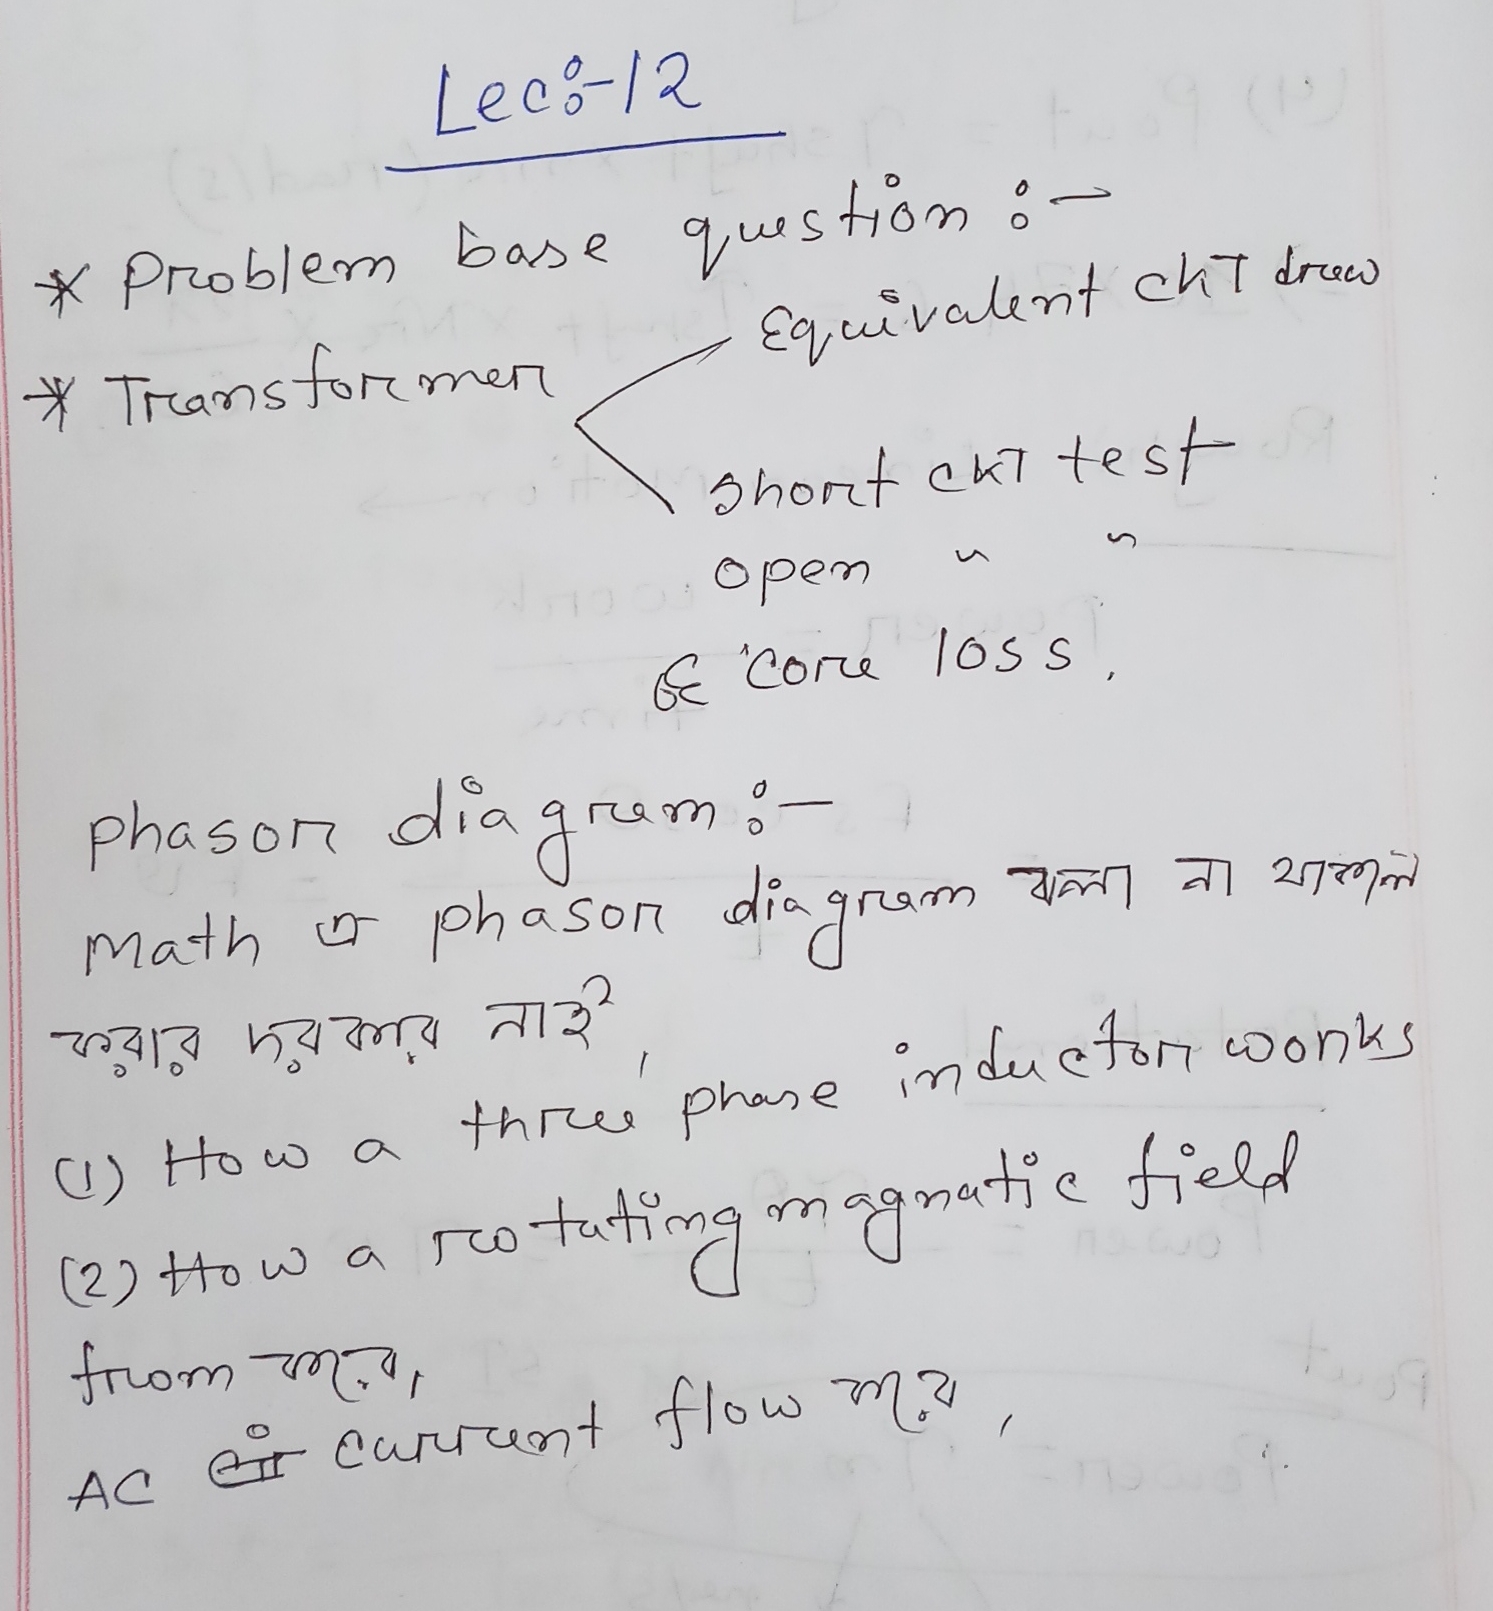 Lec:-12
* Problem base question :-
* Transformer
Equivalent ckT draw
short ckT test
open " "
Core loss.
phasor diagram :-
Math এ phasor diagram বলা না থাকলে
করার দরকার নাই,
(1) How a three phase inductor works
(2) How a rotating magnatic field
from করে,
AC current flow করে,